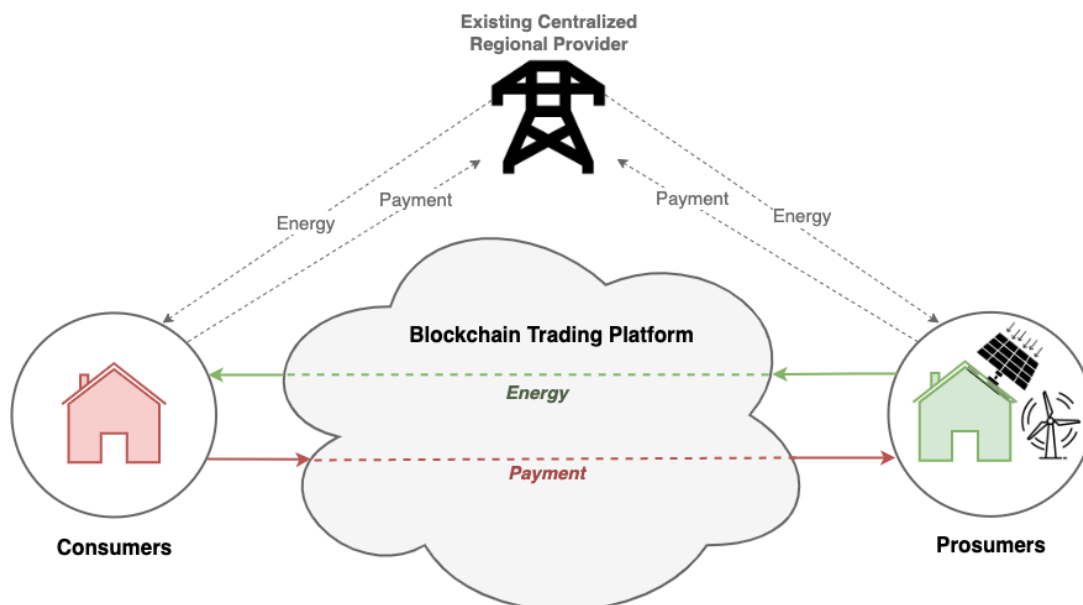 Existing Centralized
Regional Provider
Payment
Payment
Energy
Energy
Blockchain Trading Platform
Energy
Payment
Consumers
Prosumers